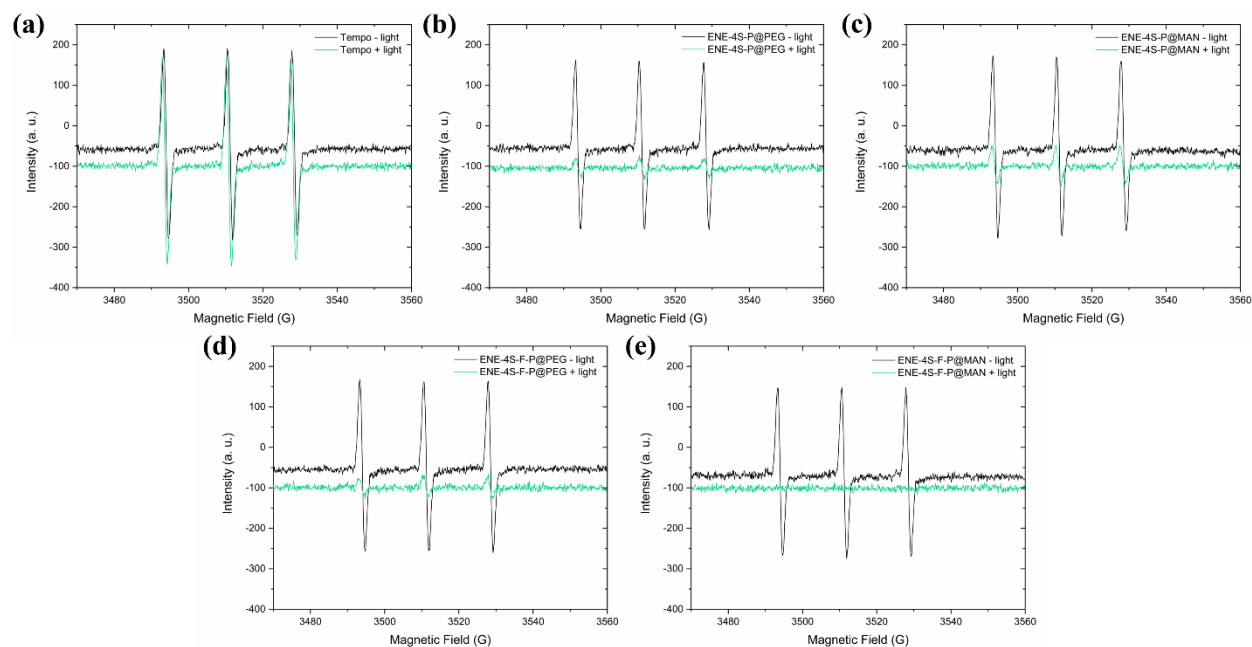 (a)
Tempo - light
Tempo + light
200
100
0
-100
-200
-300
-400
Intensity (a. u.)
3480
3500
3520
3540
3560
Magnetic Field (G)
(b)
ENE-4S-P@PEG - light
ENE-4S-P@PEG + light
200
100
0
-100
-200
-300
-400
Intensity (a. u.)
3480
3500
3520
3540
3560
Magnetic Field (G)
(c)
ENE-4S-P@MAN - light
ENE-4S-P@MAN + light
200
100
0
-100
-200
-300
-400
Intensity (a. u.)
3480
3500
3520
3540
3560
Magnetic Field (G)
(d)
ENE-4S-F-P@PEG - light
ENE-4S-F-P@PEG + light
200
100
0
-100
-200
-300
-400
Intensity (a. u.)
3480
3500
3520
3540
3560
Magnetic Field (G)
(e)
ENE-4S-F-P@MAN - light
ENE-4S-F-P@MAN + light
200
100
0
-100
-200
-300
-400
Intensity (a. u.)
3480
3500
3520
3540
3560
Magnetic Field (G)